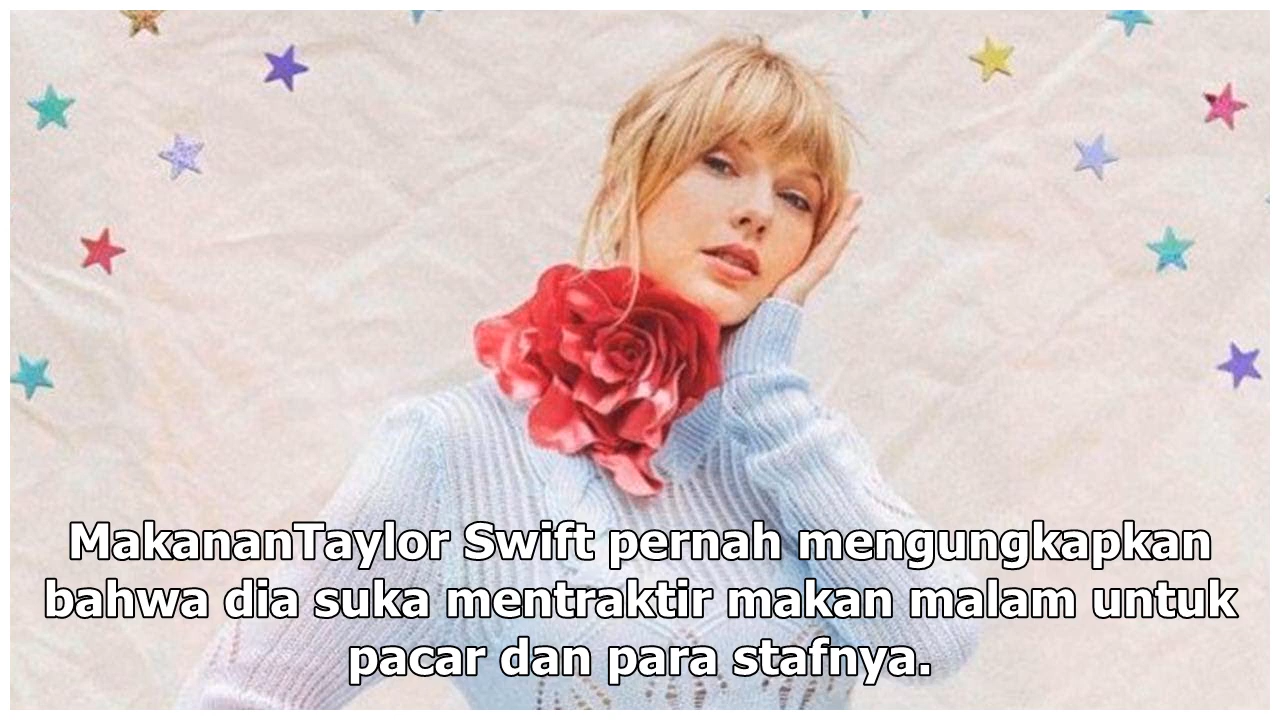 MakananTaylor Swift pernah mengungkapkan
bahwa dia suka mentraktir makan malam untuk
pacar dan para stafnya.